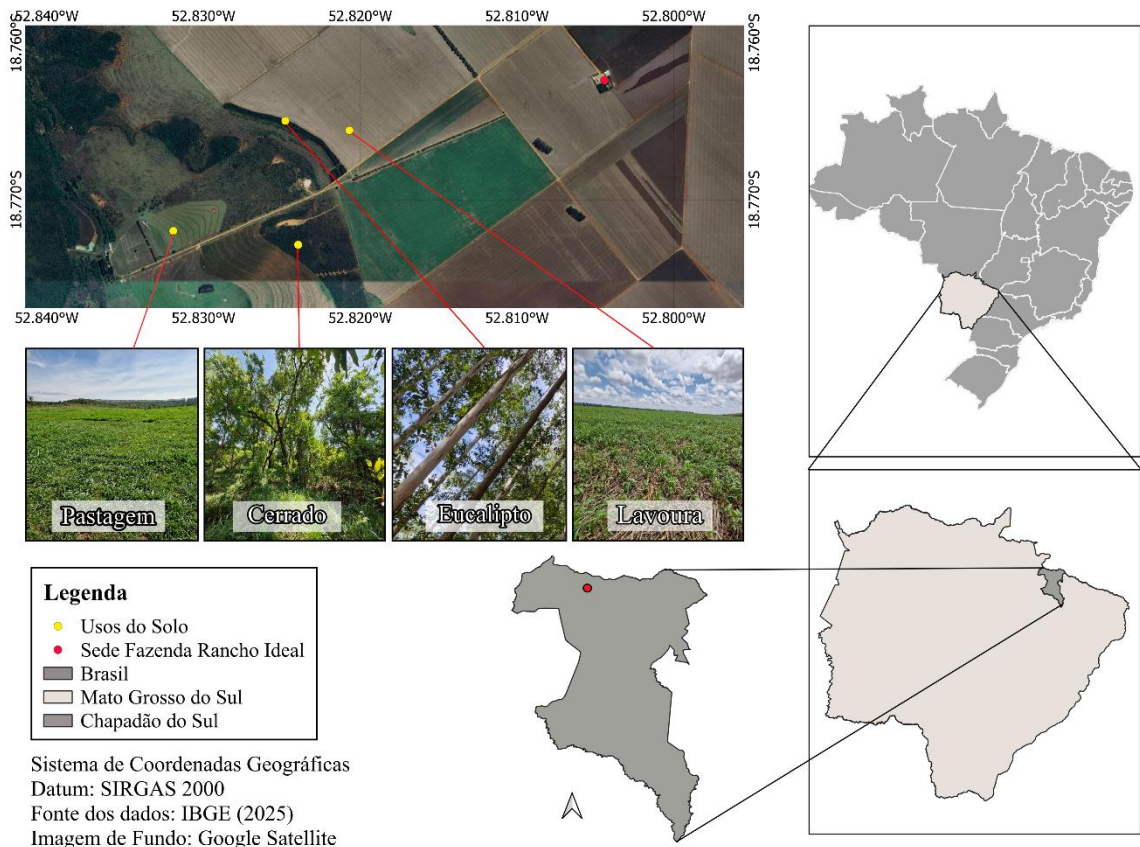 52.840°W 52.830°W 52.820°W 52.810°W 52.800°W
18.760°S
18.770°S
18.760°S
18.770°S
52.840°W 52.830°W 52.820°W 52.810°W 52.800°W
Pastagem
Cerrado
Eucalipto
Lavoura
Legenda
Usos do Solo
Sede Fazenda Rancho Ideal
Brasil
Mato Grosso do Sul
Chapadão do Sul
Sistema de Coordenadas Geográficas
Datum: SIRGAS 2000
Fonte dos dados: IBGE (2025)
Imagem de Fundo: Google Satellite